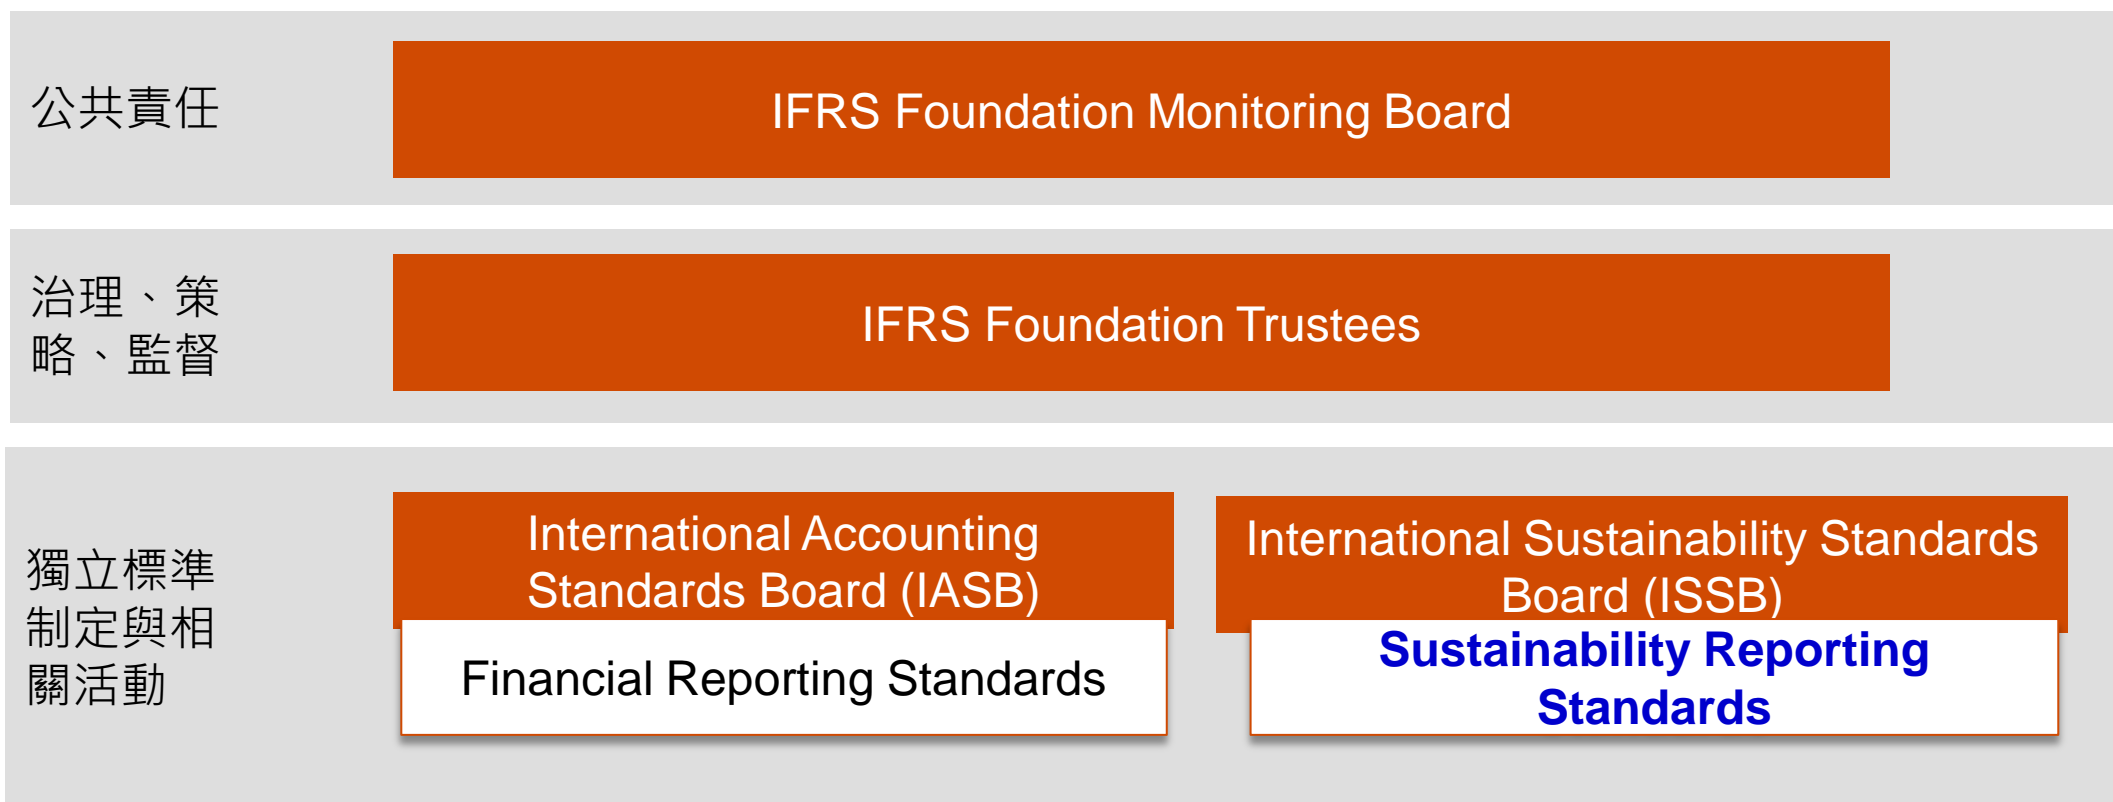 公共責任
IFRS Foundation Monitoring Board
治理、策
略、監督
IFRS Foundation Trustees
獨立標準
制定與相
關活動
International Accounting
Standards Board (IASB)
Financial Reporting Standards
International Sustainability Standards
Board (ISSB)
Sustainability Reporting
Standards